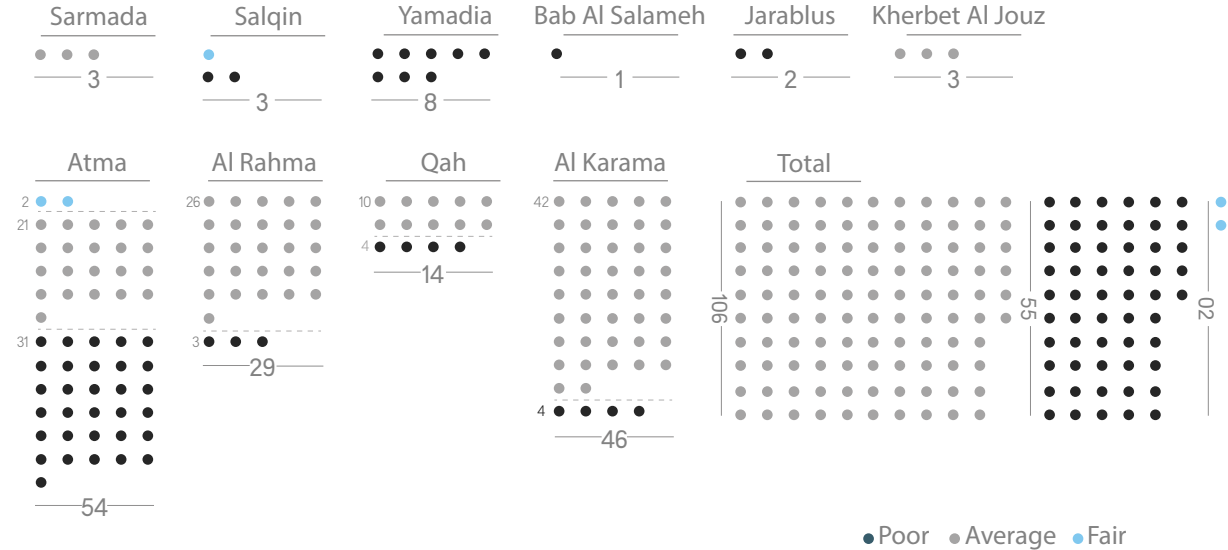 Sarmada
3
Salqin
3
Yamadia
8
Bab Al Salameh
1
Jarablus
2
Kherbet Al Jouz
3
Atma
2
21
31
54
Al Rahma
26
3
29
Qah
10
4
14
Al Karama
42
4
46
Total
106
55
02
Poor Average Fair